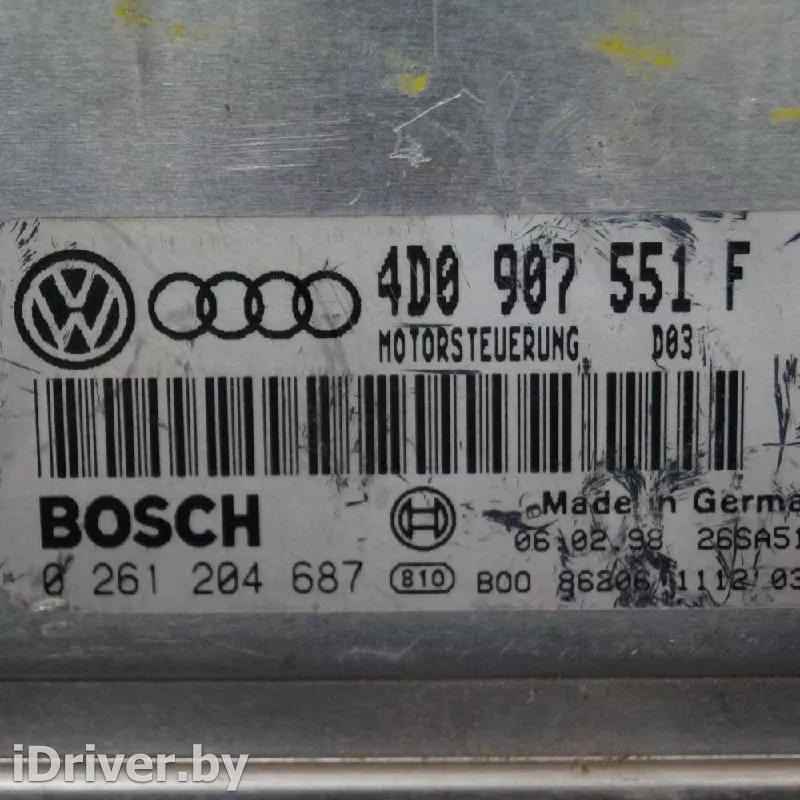 4D0 907 551 F
MOTORSTEUERUNG D03
BOSCH
Made in Germa
06.02.98 26SA51
0 261 204 687 810 B00 86206 1112 03
iDriver.by